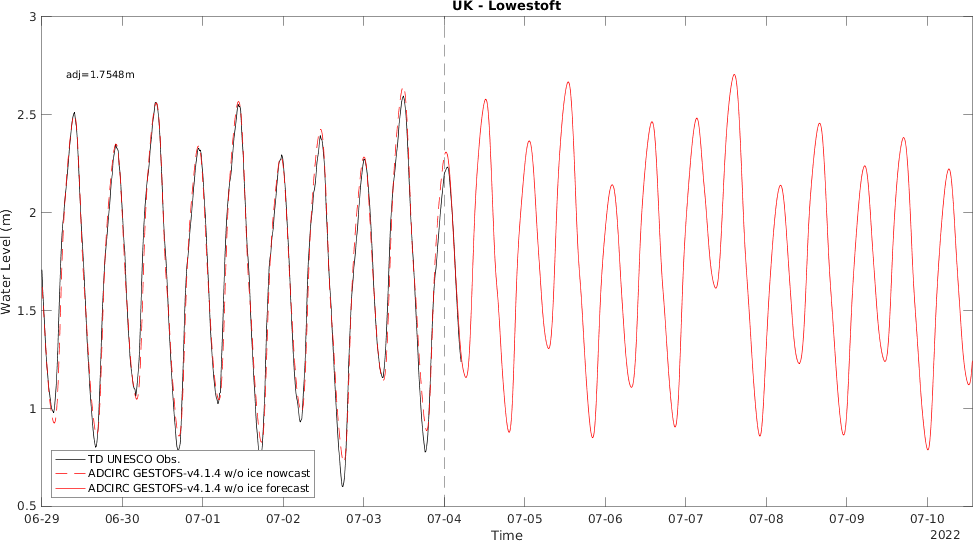 UK - Lowestoft
3
adj=1.7548m
2.5
2
1.5
1
0.5
Water Level (m)
TD UNESCO Obs.
ADCIRC GESTOFS-v4.1.4 w/o ice nowcast
ADCIRC GESTOFS-v4.1.4 w/o ice forecast
06-29 06-30 07-01 07-02 07-03 07-04 07-05 07-06 07-07 07-08 07-09 07-10
Time
2022